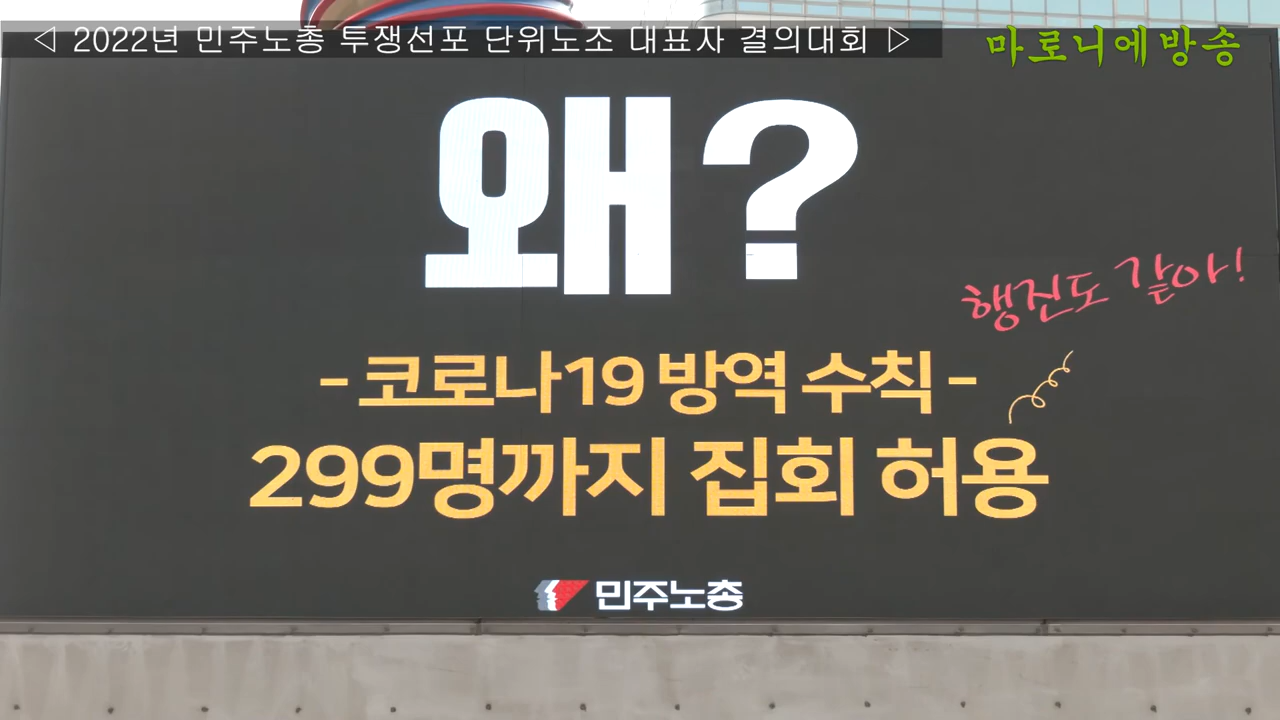 ◁ 2022년 민주노총 투쟁선포 단위노조 대표자 결의대회 ▷
마로니에방송
왜?
행진도 같아!
- 코로나19 방역 수칙 -
299명까지 집회 허용
민주노총